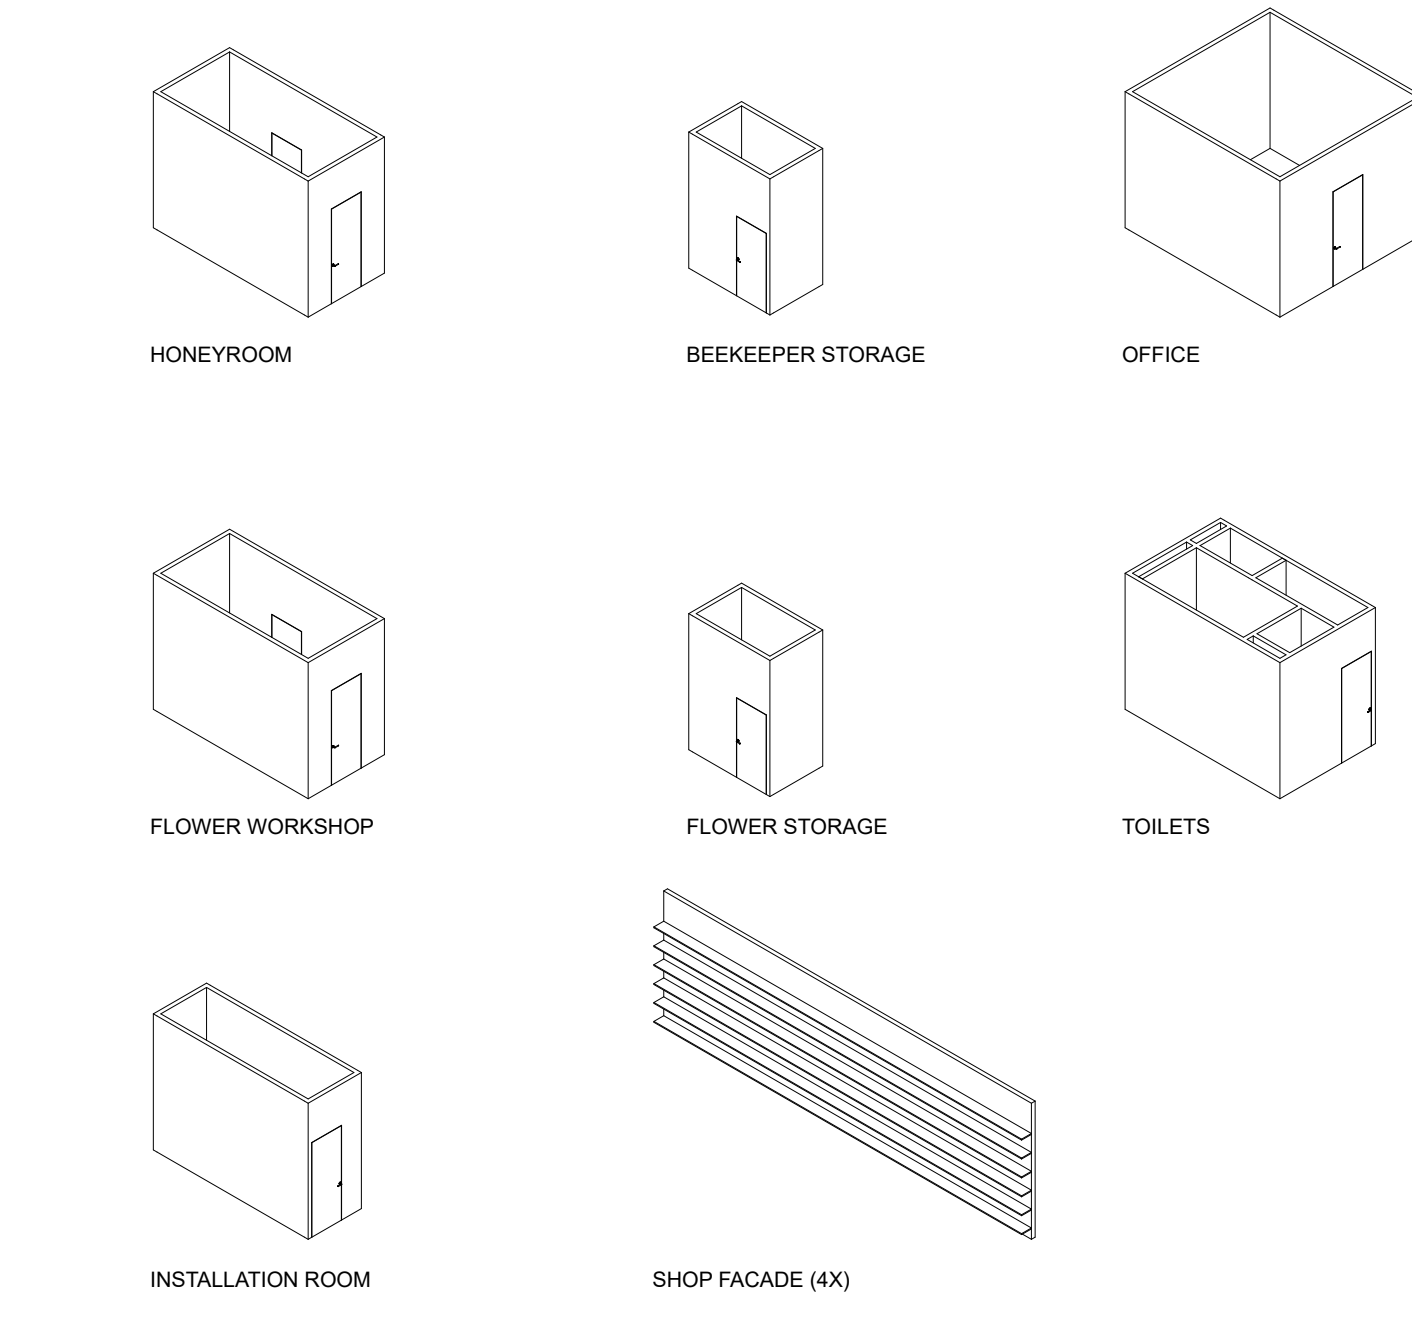 HONEYROOM
BEEKEEPER STORAGE
OFFICE
FLOWER WORKSHOP
FLOWER STORAGE
TOILETS
INSTALLATION ROOM
SHOP FACADE (4X)